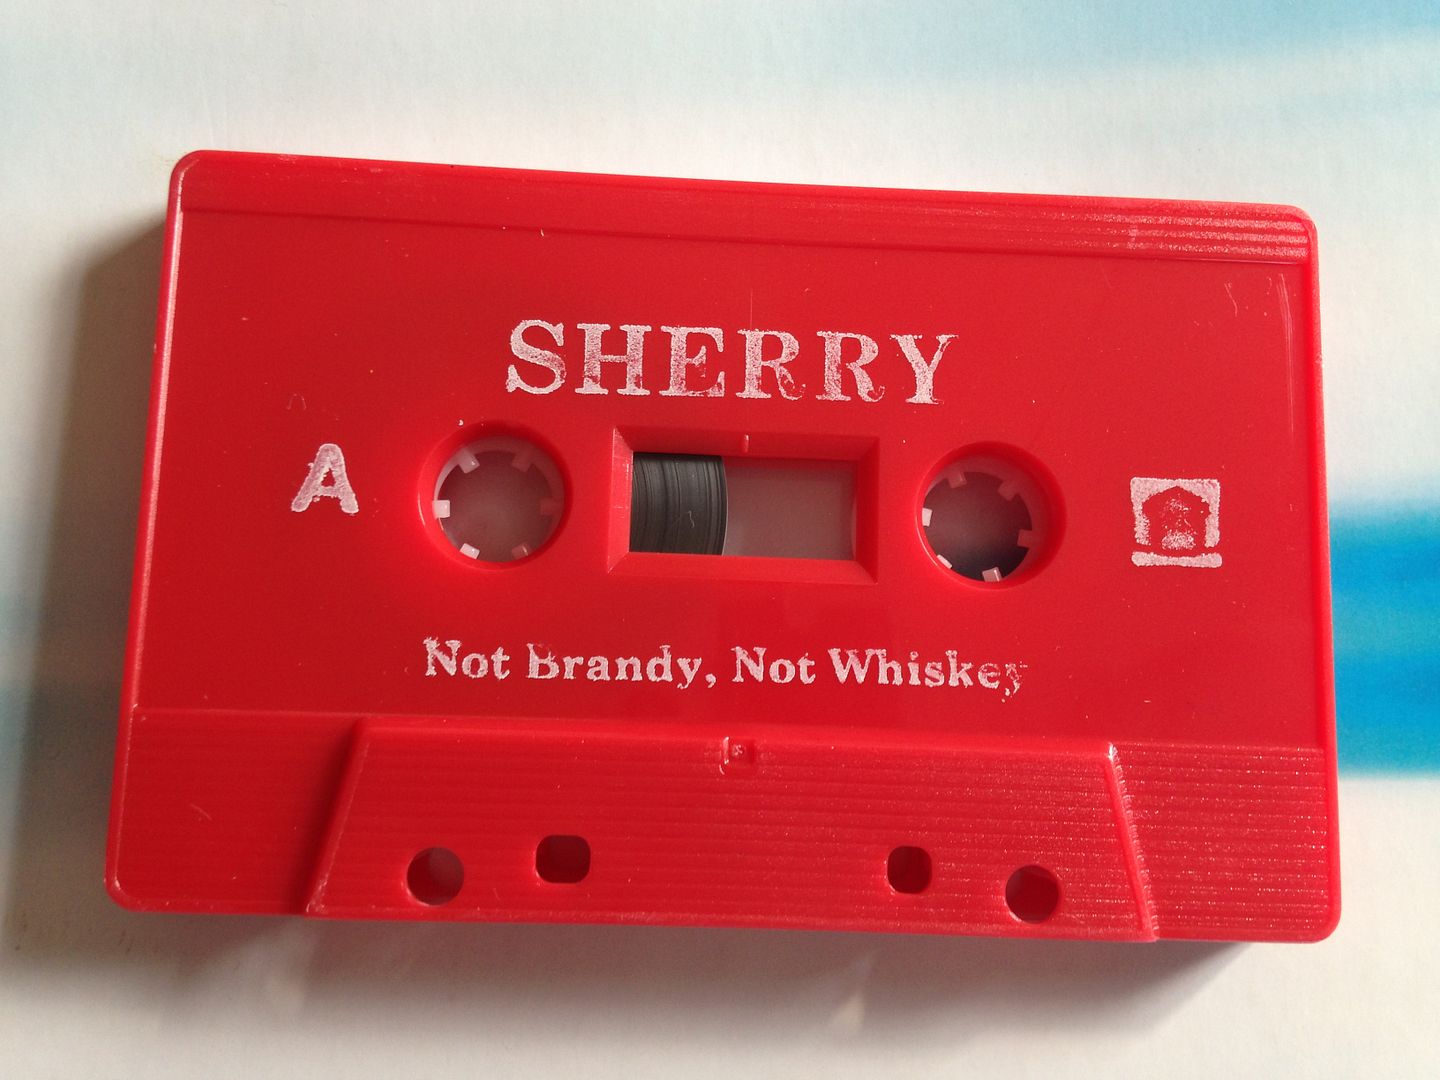 SHERRY
A
Not Brandy, Not Whiskey